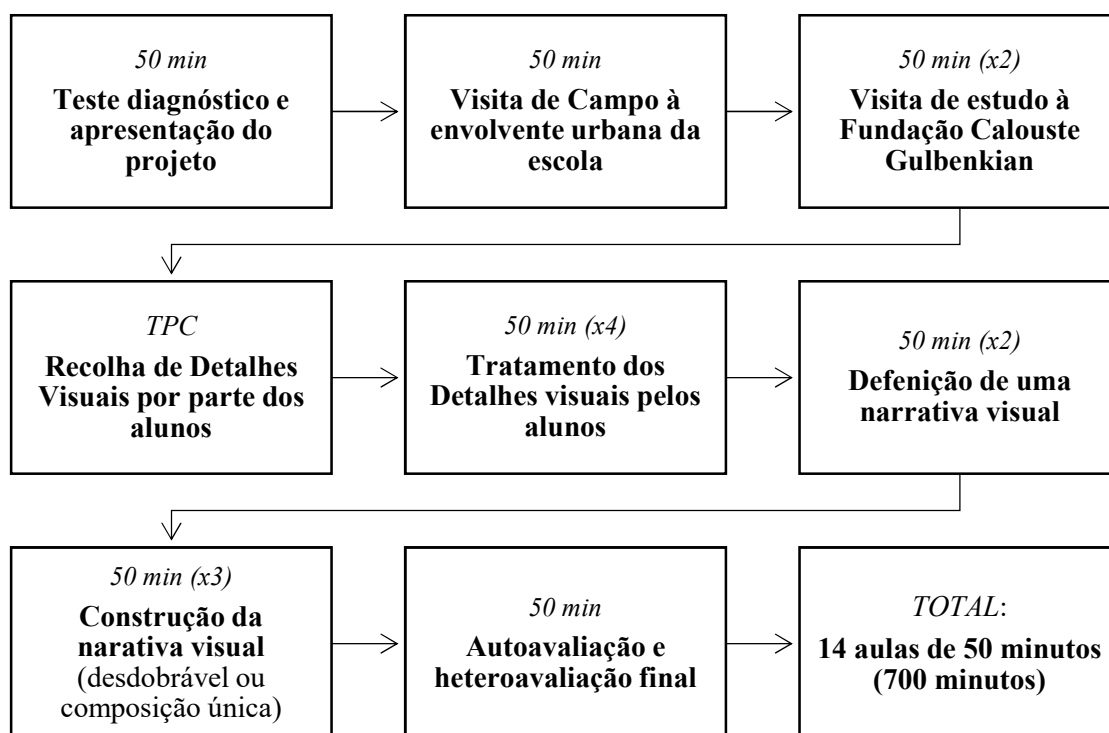 50 min
Teste diagnóstico e
apresentação do
projeto
50 min
Visita de Campo à
envolvente urbana da
escola
50 min (x2)
Visita de estudo à
Fundação Calouste
Gulbenkian
TPC
Recolha de Detalhes
Visuais por parte dos
alunos
50 min (x4)
Tratamento dos
Detalhes visuais pelos
alunos
50 min (x2)
Defenição de uma
narrativa visual
50 min (x3)
Construção da
narativa visual
(desdobrável ou
composição única)
50 min
Autoavaliação e
heteroavaliação final
TOTAL:
14 aulas de 50 minutos
(700 minutos)